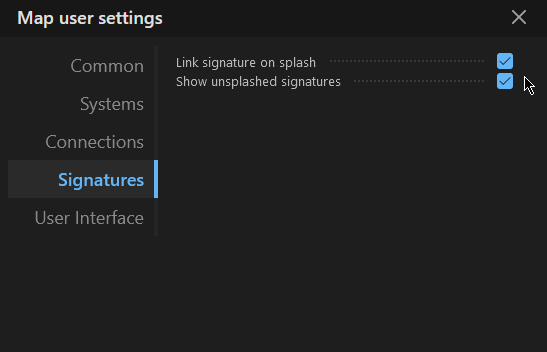 Map user settings
Common
Systems
Connections
Signatures
User Interface
Link signature on splash
Show unsplashed signatures